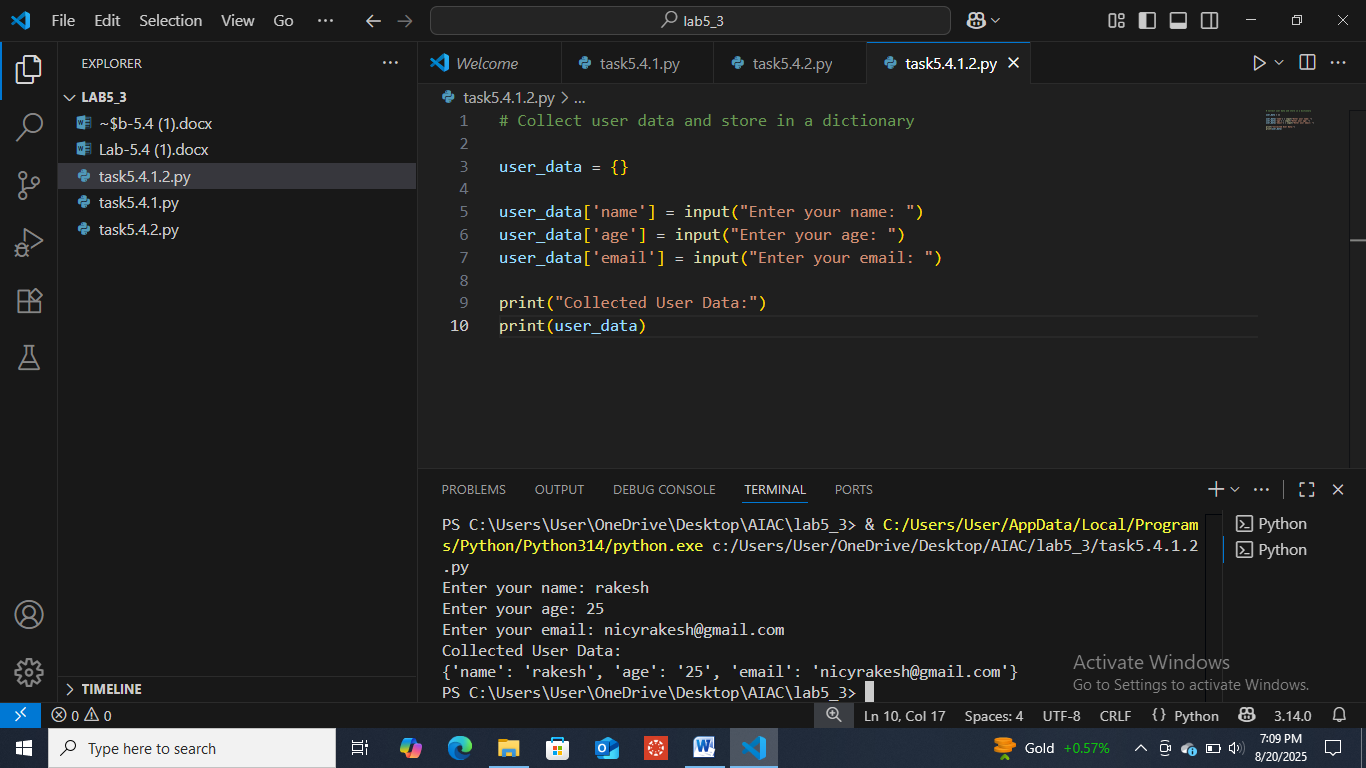 File Edit Selection View Go ··· lab5_3
EXPLORER ···
LAB5_3
~$b-5.4 (1).docx
Lab-5.4 (1).docx
task5.4.1.2.py
task5.4.1.py
task5.4.2.py
TIMELINE
Welcome task5.4.1.py task5.4.2.py task5.4.1.2.py
task5.4.1.2.py > ...
1 # Collect user data and store in a dictionary
2
3 user_data = {}
4
5 user_data['name'] = input("Enter your name: ")
6 user_data['age'] = input("Enter your age: ")
7 user_data['email'] = input("Enter your email: ")
8
9 print("Collected User Data:")
10 print(user_data)
PROBLEMS OUTPUT DEBUG CONSOLE TERMINAL PORTS
PS C:\Users\User\OneDrive\Desktop\AIAC\lab5_3> & C:/Users/User/AppData/Local/Program
s/Python/Python314/python.exe c:/Users/User/OneDrive/Desktop/AIAC/lab5_3/task5.4.1.2
.py
Enter your name: rakesh
Enter your age: 25
Enter your email: nicyrakesh@gmail.com
Collected User Data:
{'name': 'rakesh', 'age': '25', 'email': 'nicyrakesh@gmail.com'}
PS C:\Users\User\OneDrive\Desktop\AIAC\lab5_3>
Python
Python
Activate Windows
Go to Settings to activate Windows.
0 0 Ln 10, Col 17 Spaces: 4 UTF-8 CRLF {} Python 3.14.0
Type here to search Gold +0.57% 7:09 PM
8/20/2025